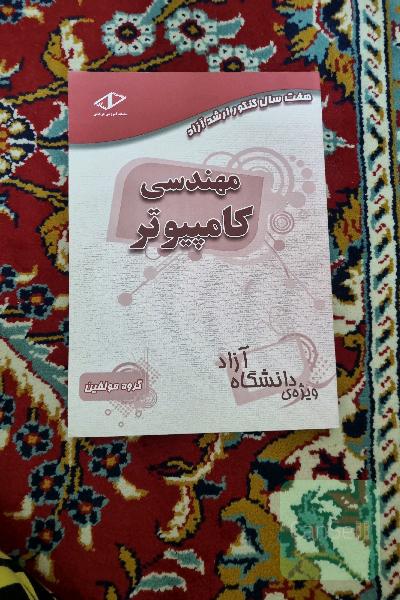 هفت سال کنکور ارشد آزاد
مهندسی
کامپیوتر
ویژه‌ی
دانشگاه
آزاد
گروه مولفین